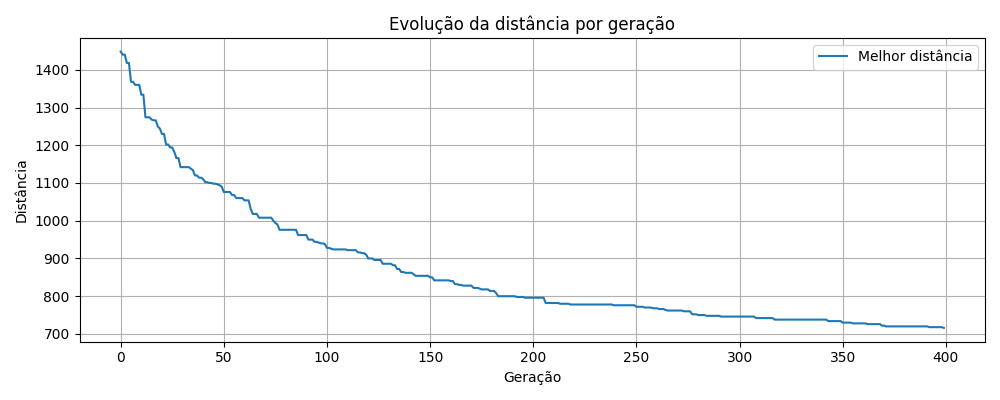 Evolução da distância por geração
Melhor distância
Distância
1400
1300
1200
1100
1000
900
800
700
0 50 100 150 200 250 300 350 400
Geração